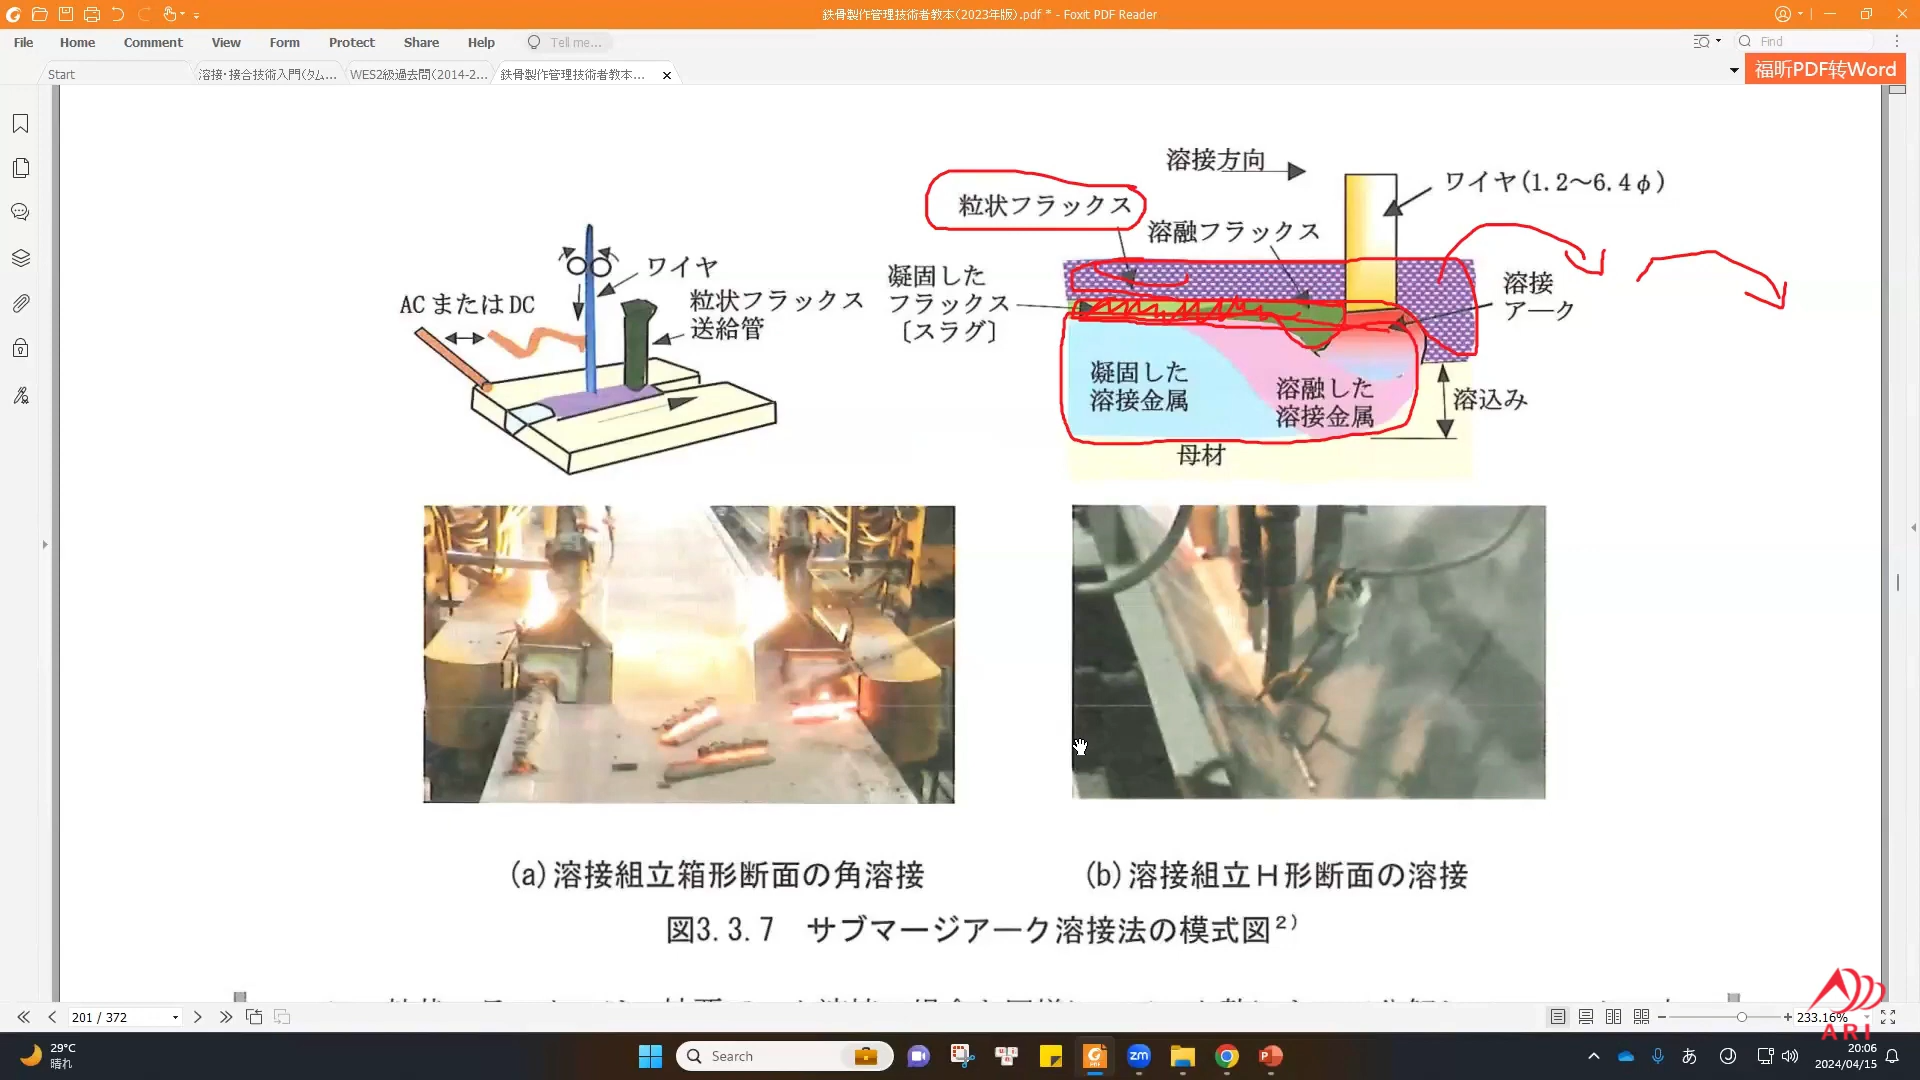 鉄骨製作管理技術者教本(2023年版).pdf * - Foxit PDF Reader
File Home Comment View Form Protect Share Help Tell me... Find
Start 溶接・接合技術入門(タム... WES2級過去問(2014-2... 鉄骨製作管理技術者教本...
福昕PDF转Word
溶接方向
ワイヤ(1.2〜6.4φ)
粒状フラックス
溶融フラックス
ワイヤ
ACまたはDC
粒状フラックス
送給管
凝固した
フラックス
〔スラグ〕
溶接
アーク
凝固した
溶接金属
溶融した
溶接金属
溶込み
母材
(a)溶接組立箱形断面の角溶接
(b)溶接組立H形断面の溶接
図3.3.7 サブマージアーク溶接法の模式図2)
201 / 372
233.16%
ARI
29°C
晴れ
Search
zm
あ
20:06
2024/04/15